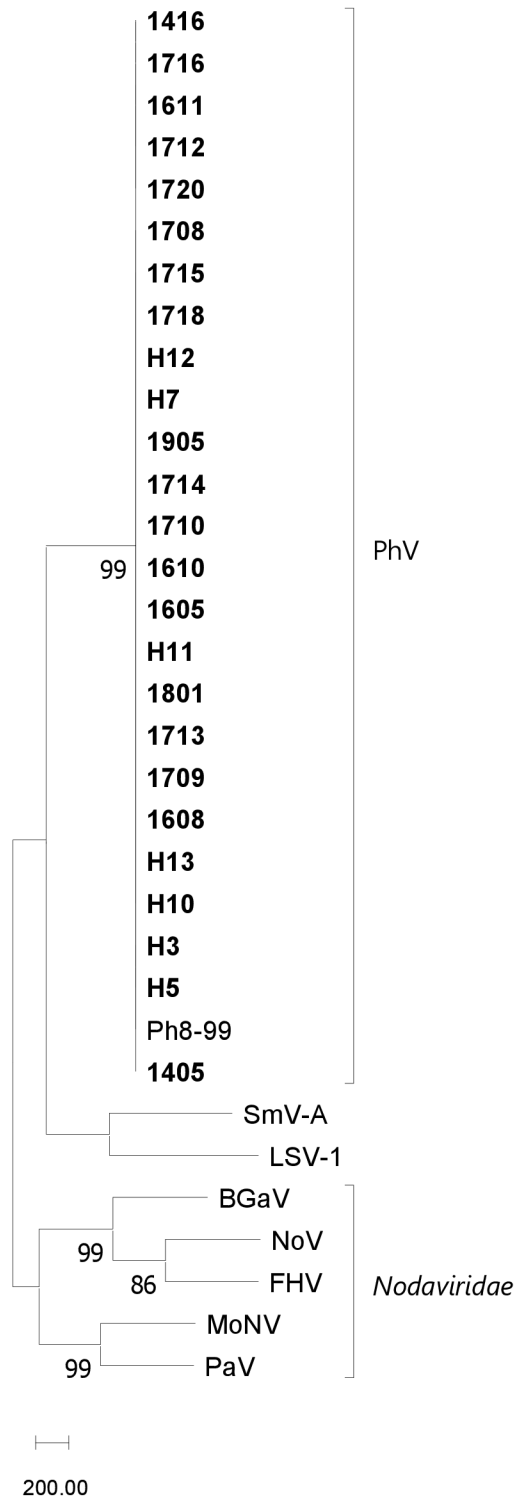 1416
1716
1611
1712
1720
1708
1715
1718
H12
H7
1905
1714
1710
PhV
99
1610
1605
H11
1801
1713
1709
1608
H13
H10
H3
H5
Ph8-99
1405
SmV-A
LSV-1
BGaV
99
NoV
86
FHV
Nodaviridae
MoNV
99
PaV
200.00